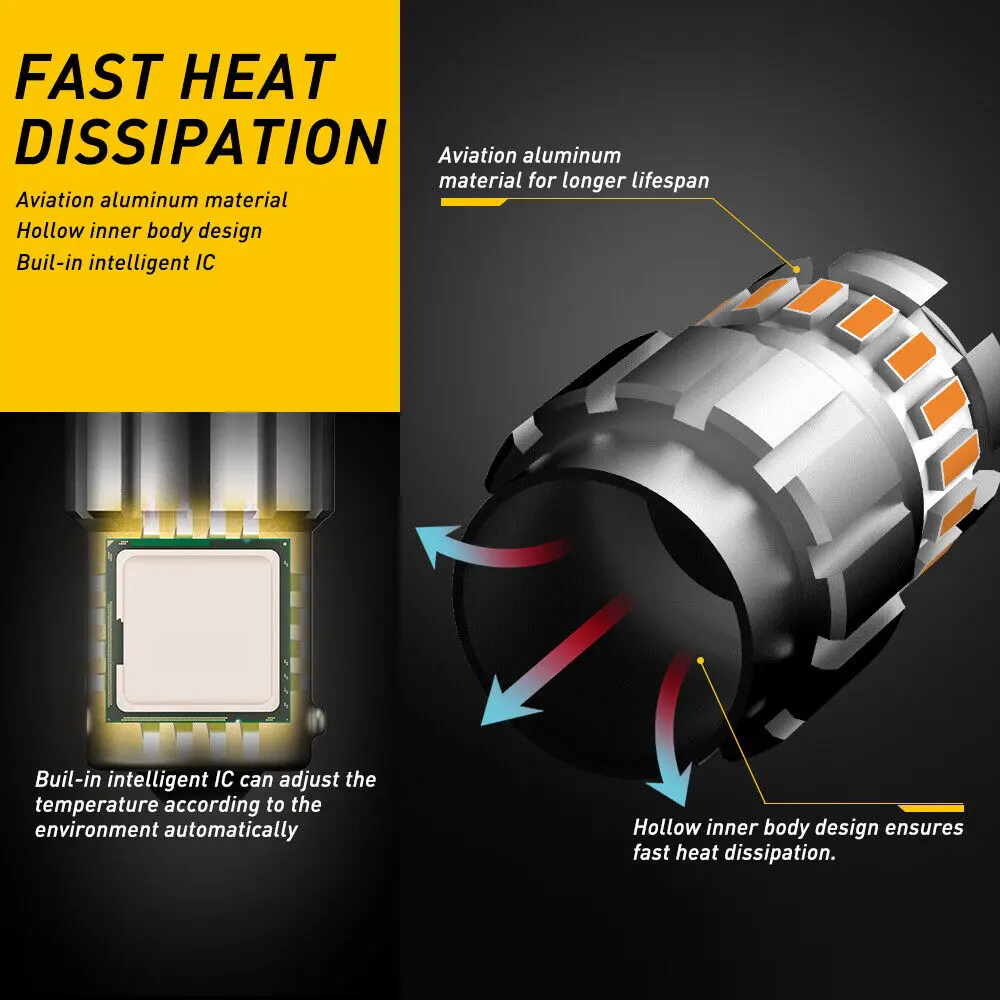 FAST HEAT
DISSIPATION
Aviation aluminum material
Hollow inner body design
Buil-in intelligent IC
Aviation aluminum
material for longer lifespan
Buil-in intelligent IC can adjust the
temperature according to the
environment automatically
Hollow inner body design ensures
fast heat dissipation.